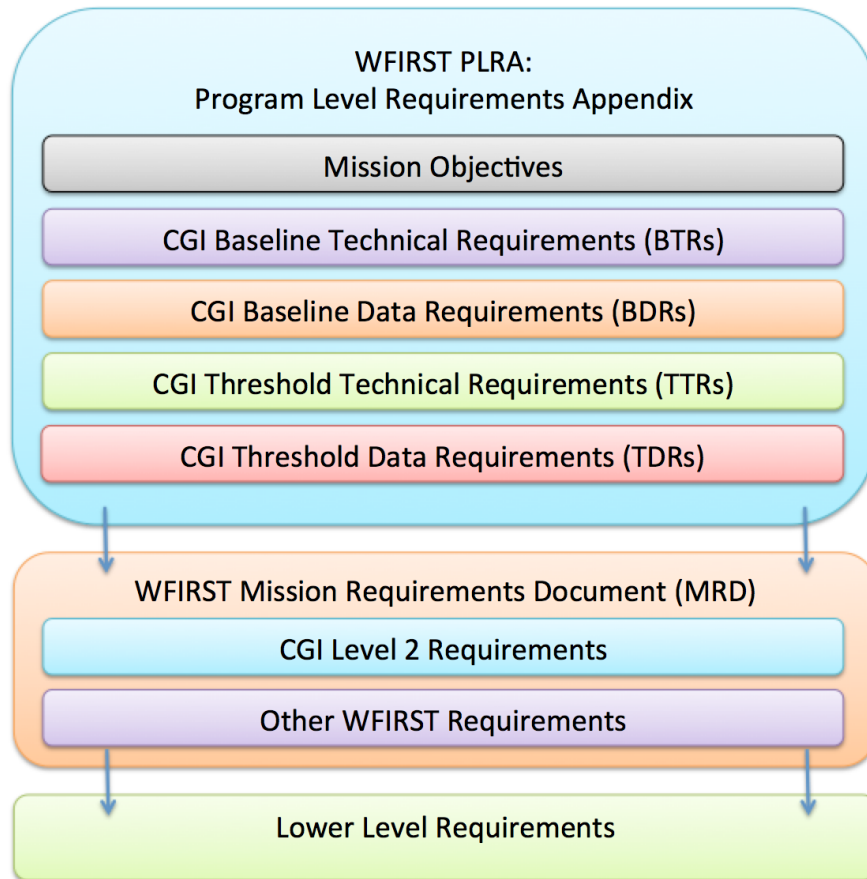 WFIRST PLRA:
Program Level Requirements Appendix
Mission Objectives
CGI Baseline Technical Requirements (BTRs)
CGI Baseline Data Requirements (BDRs)
CGI Threshold Technical Requirements (TTRs)
CGI Threshold Data Requirements (TDRs)
WFIRST Mission Requirements Document (MRD)
CGI Level 2 Requirements
Other WFIRST Requirements
Lower Level Requirements